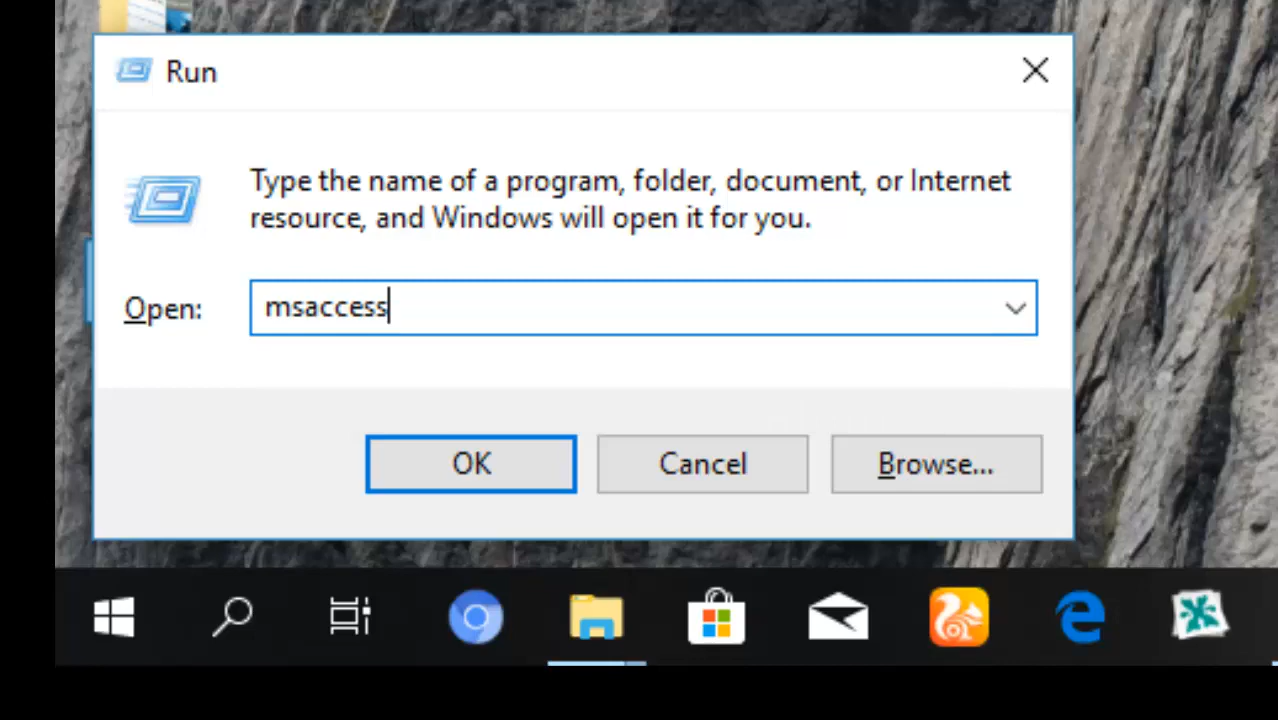 Run
Type the name of a program, folder, document, or Internet
resource, and Windows will open it for you.
Open: msaccess
OK Cancel Browse...